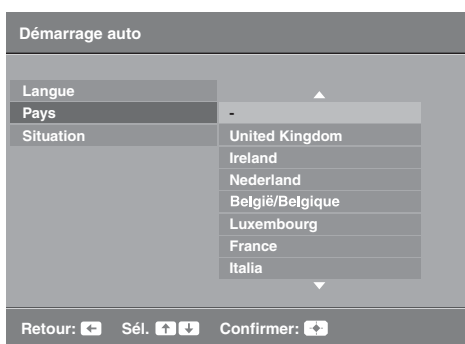 Démarrage auto
Langue
Pays
-
Situation
United Kingdom
Ireland
Nederland
België/Belgique
Luxembourg
France
Italia
Retour: Sél. Confirmer: